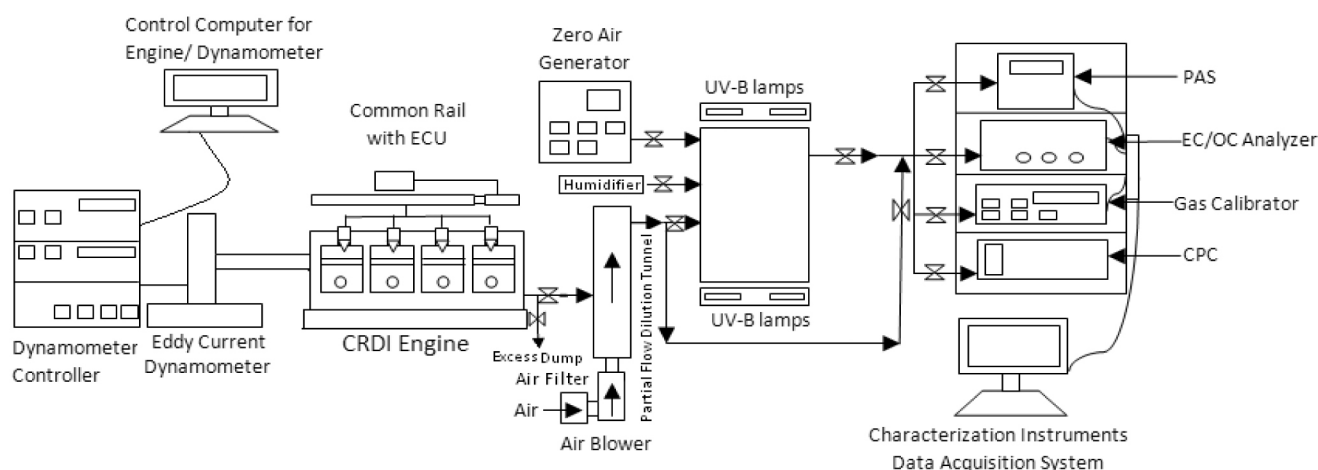 Control Computer for
Engine/ Dynamometer
Zero Air
Generator
UV-B lamps
PAS
Common Rail
with ECU
EC/OC Analyzer
Humidifier
Gas Calibrator
CPC
Partial Flow Dilution Tunnel
UV-B lamps
Dynamometer
Controller
Eddy Current
Dynamometer
CRDI Engine
Excess Dump
Air Filter
Air
Air Blower
Characterization Instruments
Data Acquisition System